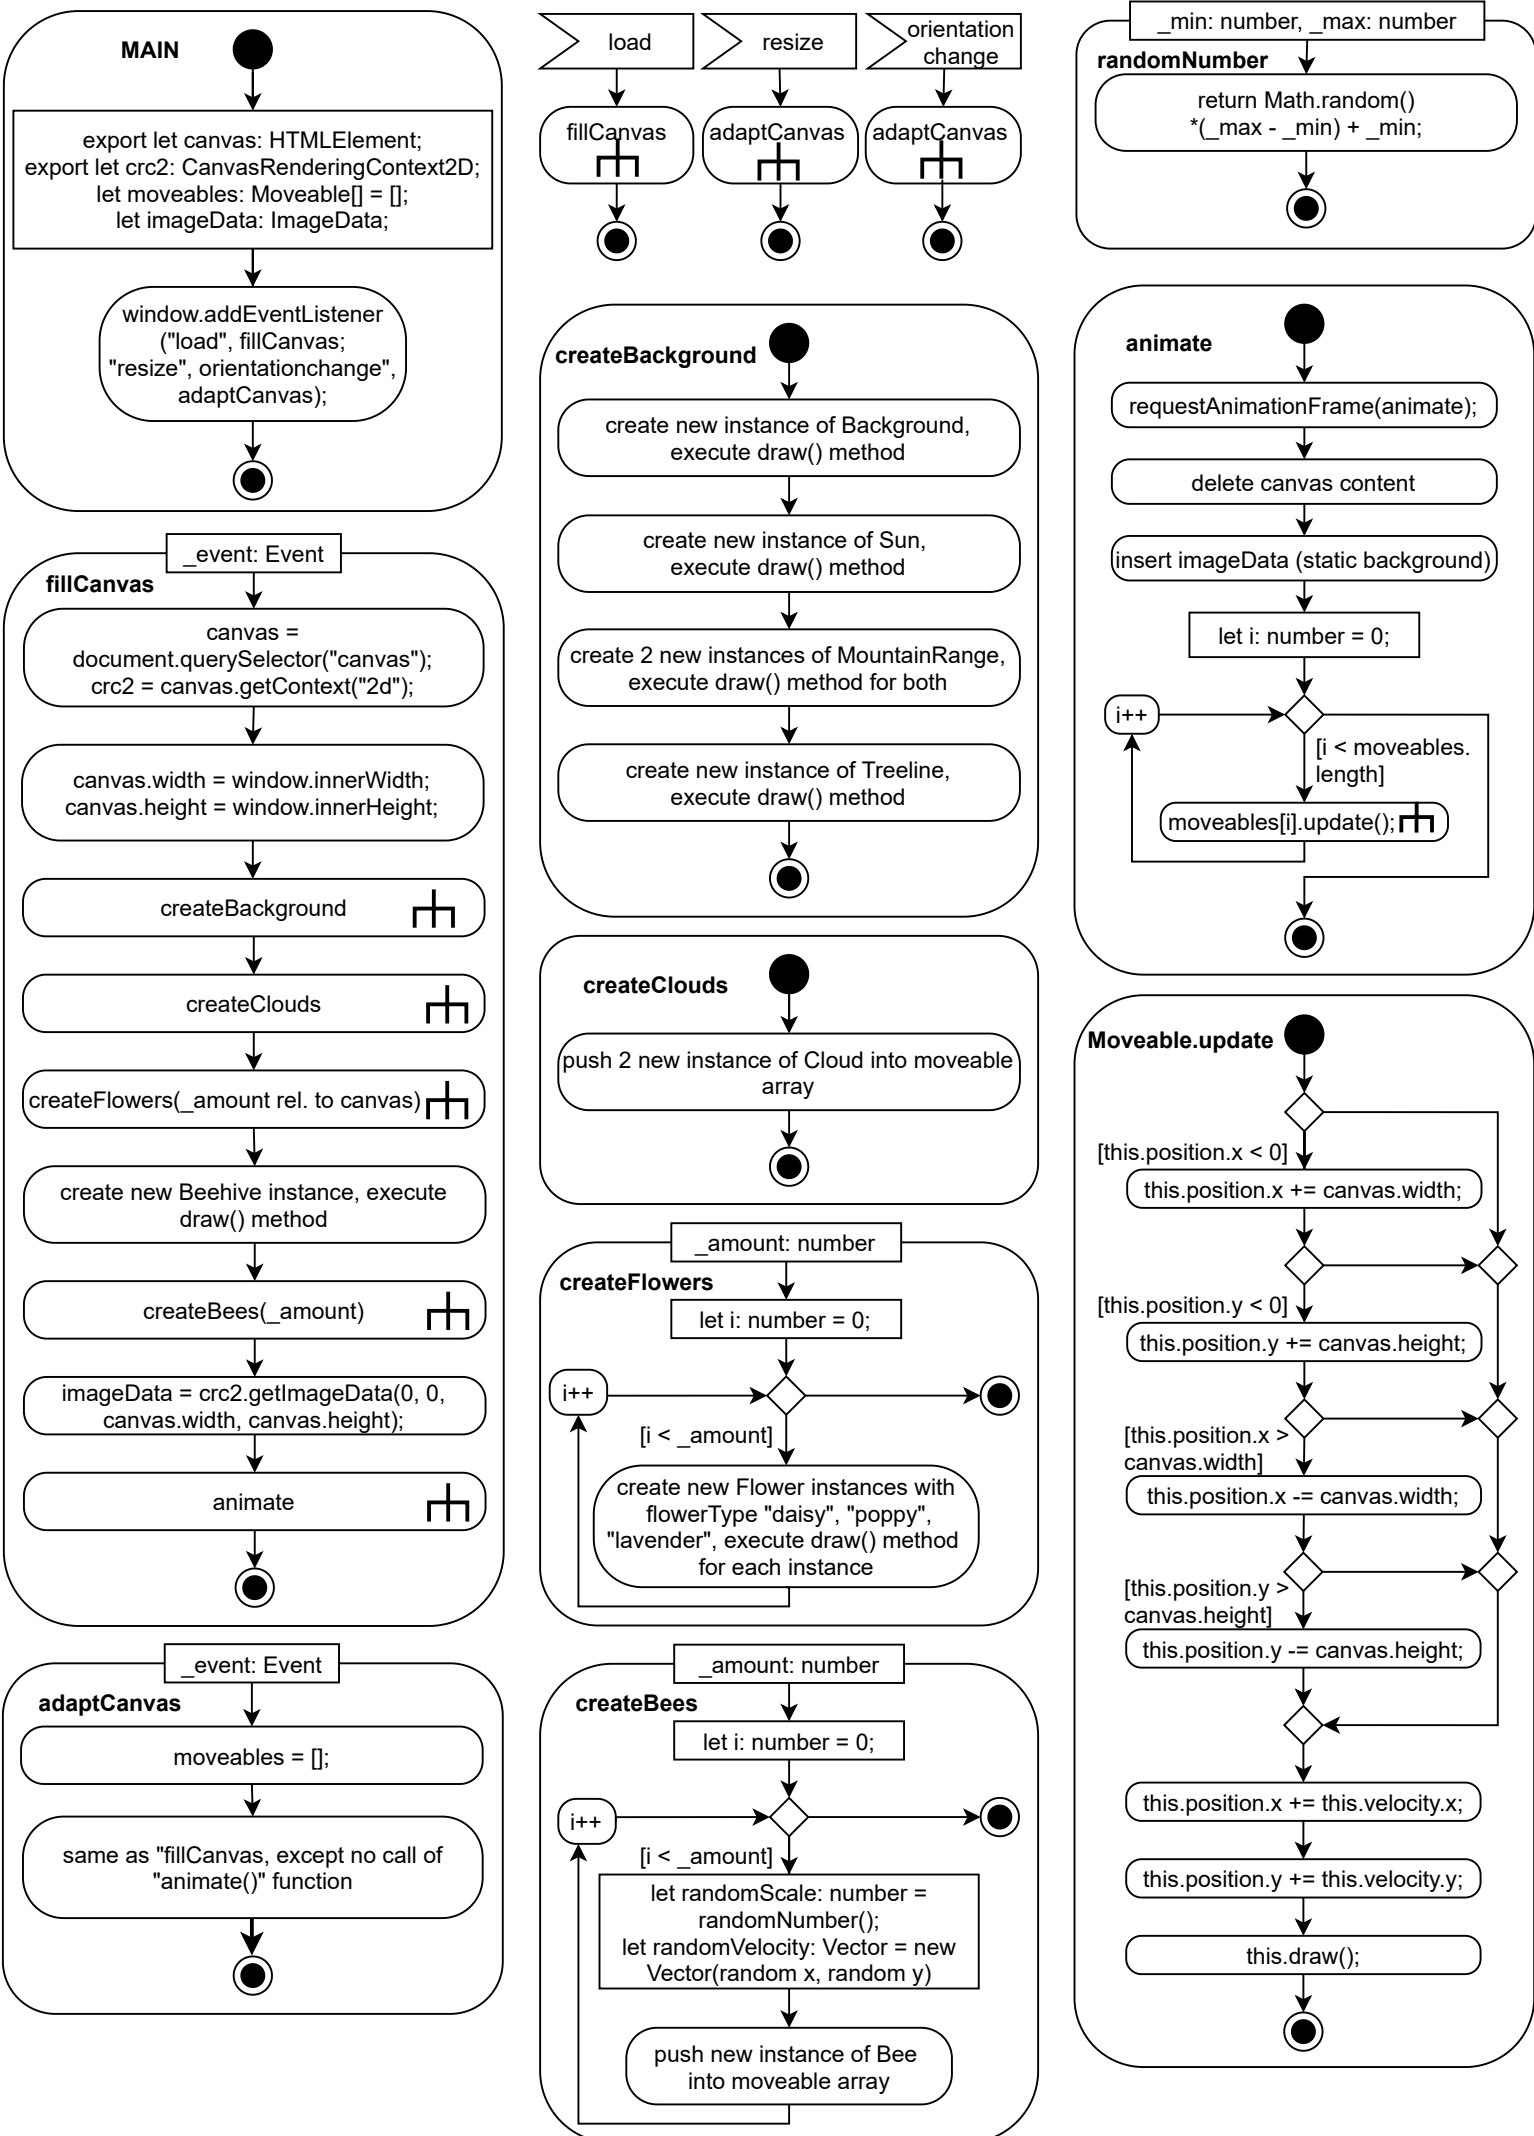 MAIN
export let canvas: HTMLElement;
export let crc2: CanvasRenderingContext2D;
let moveables: Moveable[] = [];
let imageData: ImageData;
window.addEventListener
("load", fillCanvas;
"resize", orientationchange",
adaptCanvas);
_event: Event
fillCanvas
canvas =
document.querySelector("canvas");
crc2 = canvas.getContext("2d");
canvas.width = window.innerWidth;
canvas.height = window.innerHeight;
createBackground
createClouds
createFlowers(_amount rel. to canvas)
create new Beehive instance, execute
draw() method
createBees(_amount)
imageData = crc2.getImageData(0, 0,
canvas.width, canvas.height);
animate
_event: Event
adaptCanvas
moveables = [];
same as "fillCanvas, except no call of
"animate()" function
load
resize
orientation
change
fillCanvas
adaptCanvas
adaptCanvas
createBackground
create new instance of Background,
execute draw() method
create new instance of Sun,
execute draw() method
create 2 new instances of MountainRange,
execute draw() method for both
create new instance of Treeline,
execute draw() method
createClouds
push 2 new instance of Cloud into moveable
array
_amount: number
createFlowers
let i: number = 0;
i++
[i < _amount]
create new Flower instances with
flowerType "daisy", "poppy",
"lavender", execute draw() method
for each instance
_amount: number
createBees
let i: number = 0;
i++
[i < _amount]
let randomScale: number =
randomNumber();
let randomVelocity: Vector = new
Vector(random x, random y)
push new instance of Bee
into moveable array
_min: number, _max: number
randomNumber
return Math.random()
*(_max - _min) + _min;
animate
requestAnimationFrame(animate);
delete canvas content
insert imageData (static background)
let i: number = 0;
i++
[i < moveables.
length]
moveables[i].update();
Moveable.update
[this.position.x < 0]
this.position.x += canvas.width;
[this.position.y < 0]
this.position.y += canvas.height;
[this.position.x >
canvas.width]
this.position.x -= canvas.width;
[this.position.y >
canvas.height]
this.position.y -= canvas.height;
this.position.x += this.velocity.x;
this.position.y += this.velocity.y;
this.draw();